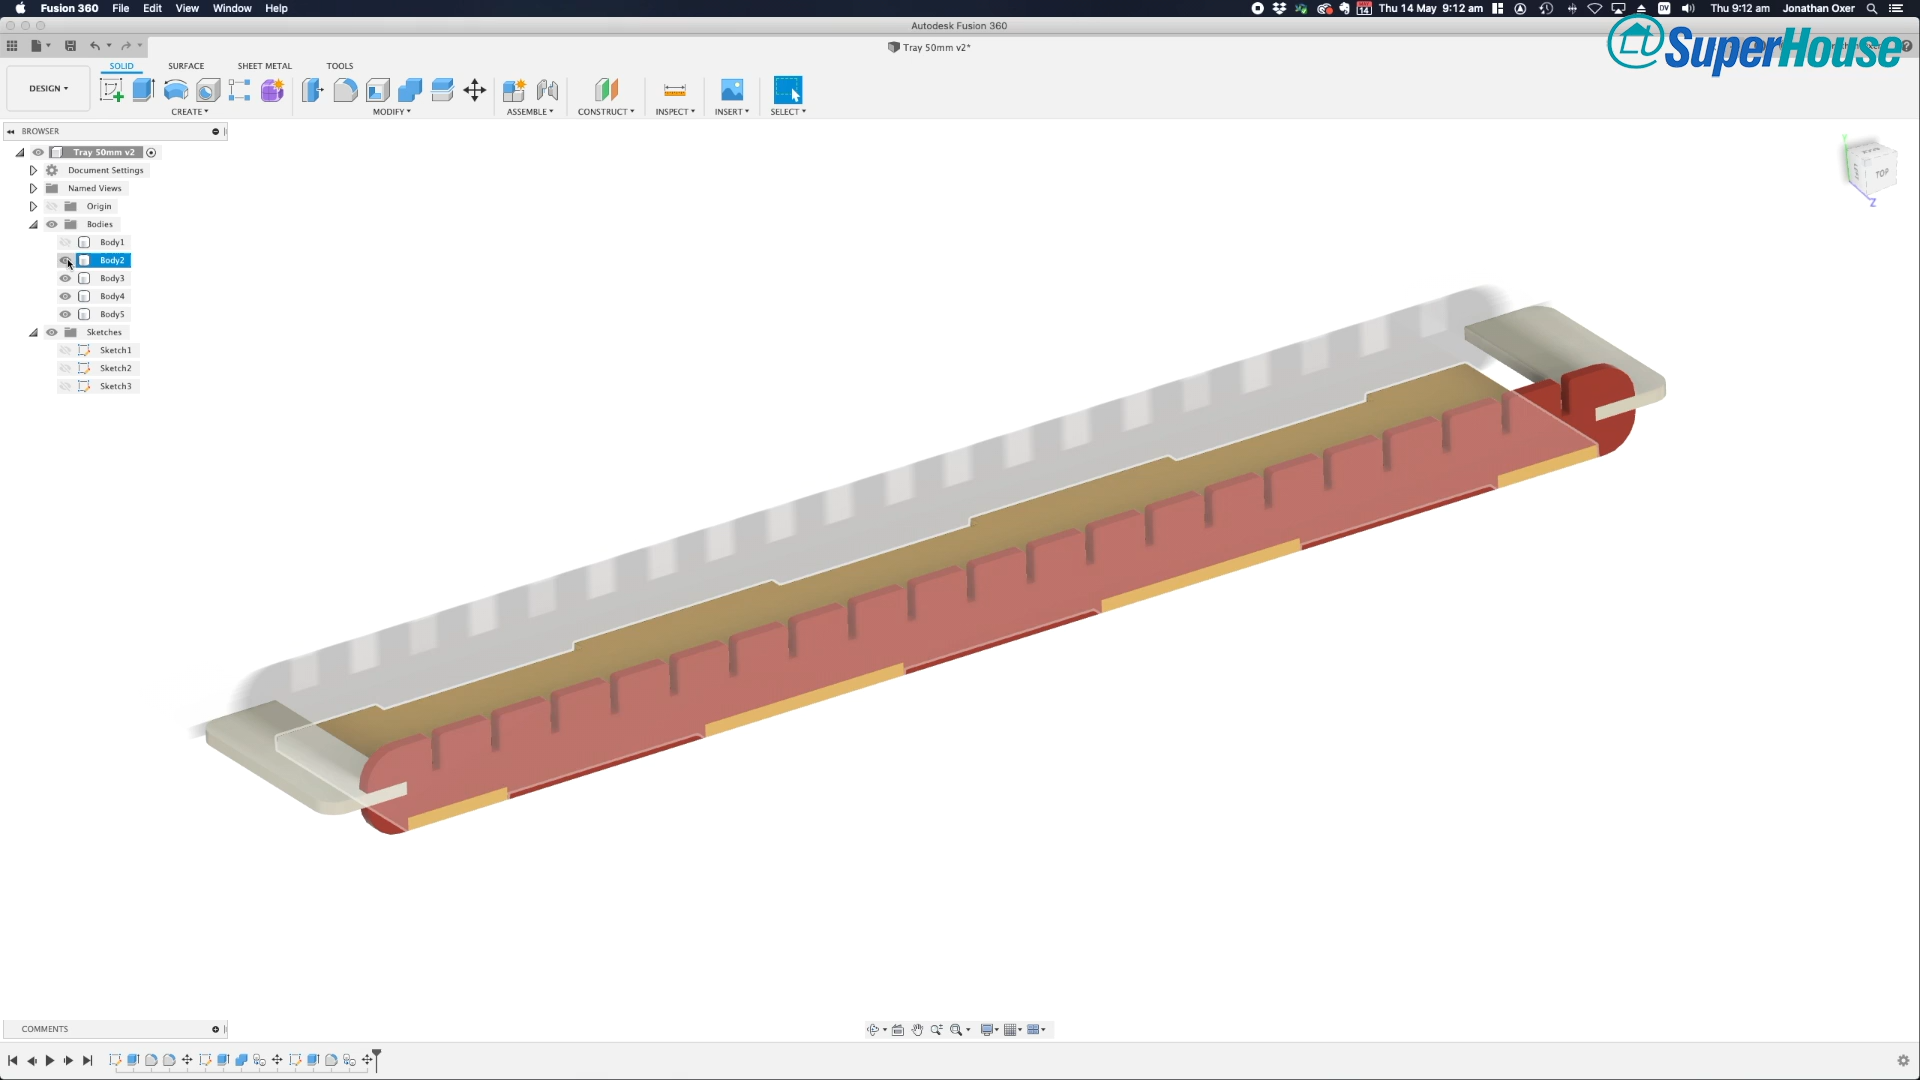 Fusion 360 File Edit View Window Help
Thu 14 May 9:12 am Thu 9:12 am Jonathan Oxer
Autodesk Fusion 360
Tray 50mm v2*
SuperHouse
SOLID SURFACE SHEET METAL TOOLS
DESIGN
CREATE MODIFY ASSEMBLE CONSTRUCT INSPECT INSERT SELECT
BROWSER
Tray 50mm v2
Document Settings
Named Views
Origin
Bodies
Body1
Body2
Body3
Body4
Body5
Sketches
Sketch1
Sketch2
Sketch3
TOP
LEFT
Z
COMMENTS